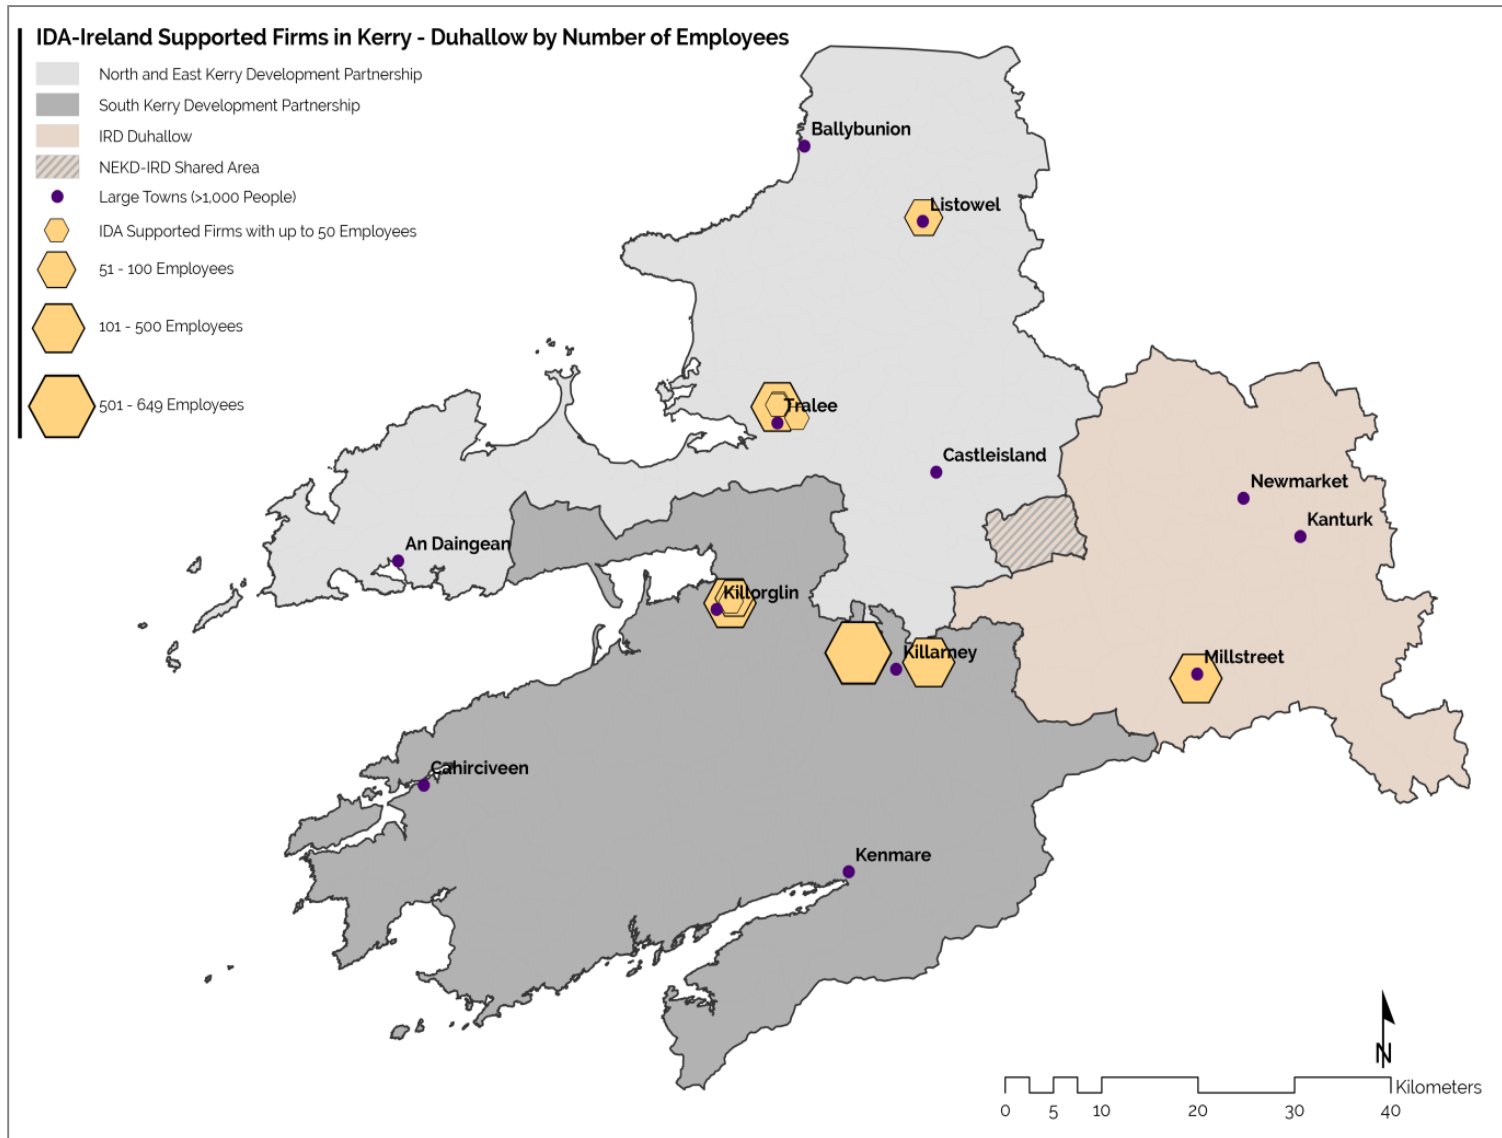 IDA-Ireland Supported Firms in Kerry - Duhallow by Number of Employees
North and East Kerry Development Partnership
South Kerry Development Partnership
IRD Duhallow
NEKD-IRD Shared Area
Large Towns (>1,000 People)
IDA Supported Firms with up to 50 Employees
51 - 100 Employees
101 - 500 Employees
501 - 649 Employees
Ballybunion
Listowel
Tralee
Castleisland
Newmarket
Kanturk
An Daingean
Killorglin
Killarney
Millstreet
Cahirciveen
Kenmare
N
Kilometers
0 5 10 20 30 40